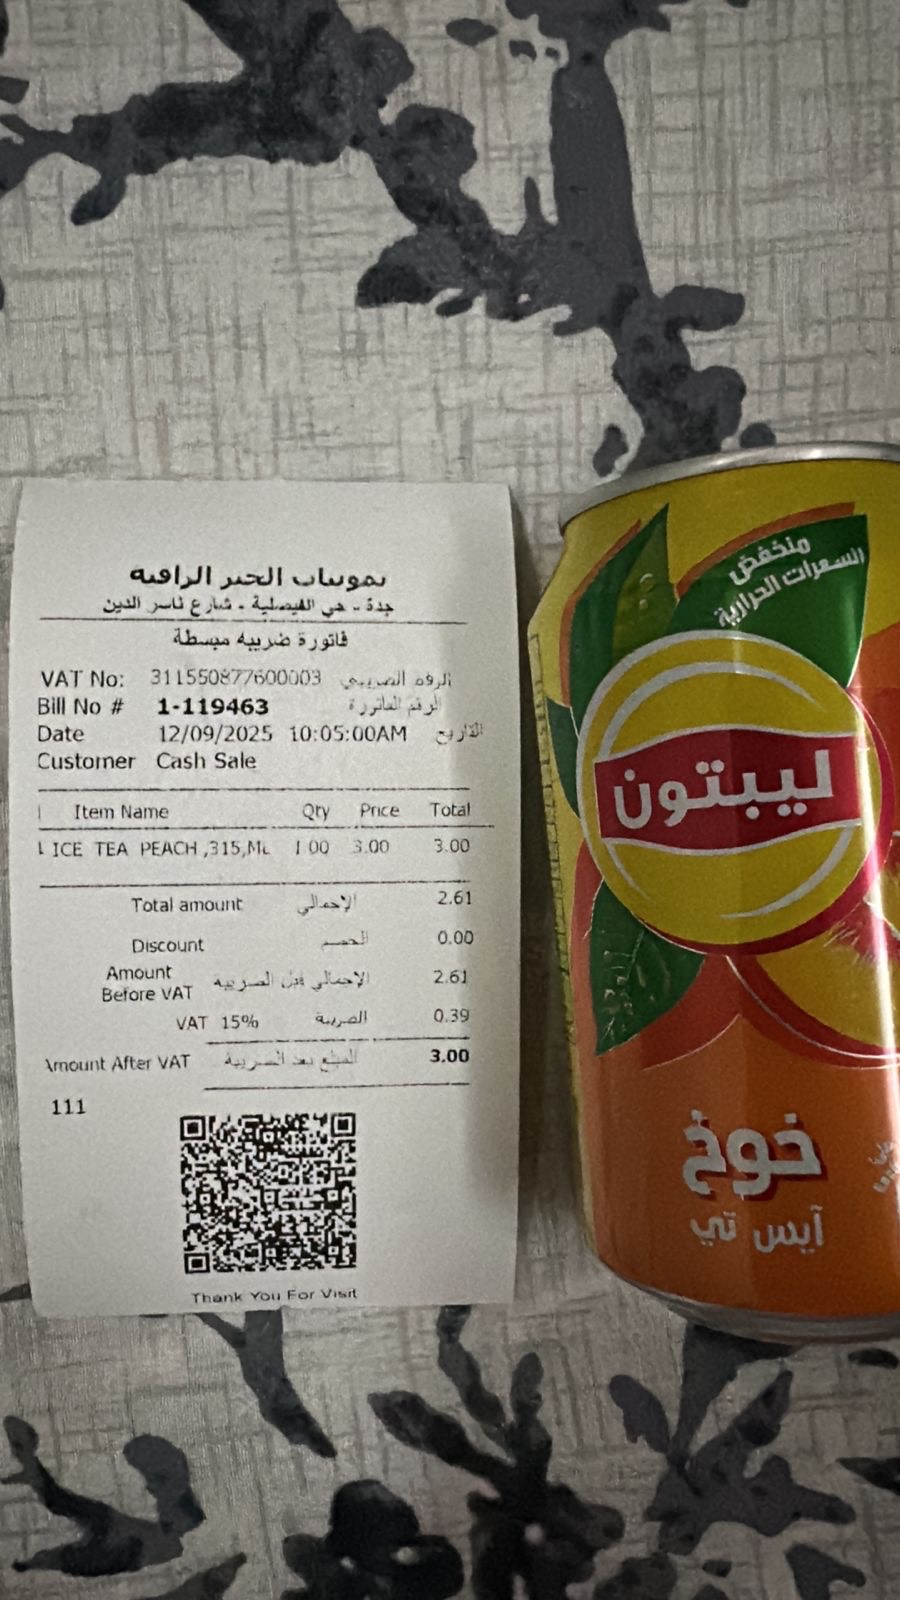 تموينات الخير الراقية
جدة - حي الفيصلية - شارع ناصر الدين
فاتورة ضريبه مبسطة
VAT No: 311550877600003 الرقم الضريبي
Bill No # 1-119463 الرقم الفاتورة
Date 12/09/2025 10:05:00AM التاريخ
Customer Cash Sale
Item Name Qty Price Total
ICE TEA PEACH ,315,ML 1.00 3.00 3.00
Total amount الإجمالي 2.61
Discount الخصم 0.00
Amount Before VAT الإجمالي قبل الضريبه 2.61
VAT 15% الضريبة 0.39
Amount After VAT المبلغ بعد الضريبة 3.00
111
Thank You For Visit
منخفض
السعرات الحرارية
ليبتون
خوخ
آيس تي